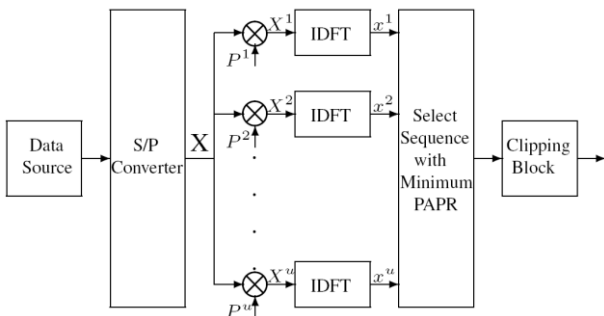 Data
Source
S/P
Converter
X
P^1
X^1
IDFT
x^1
P^2
X^2
IDFT
x^2
P^u
X^u
IDFT
x^u
Select
Sequence
with
Minimum
PAPR
Clipping
Block